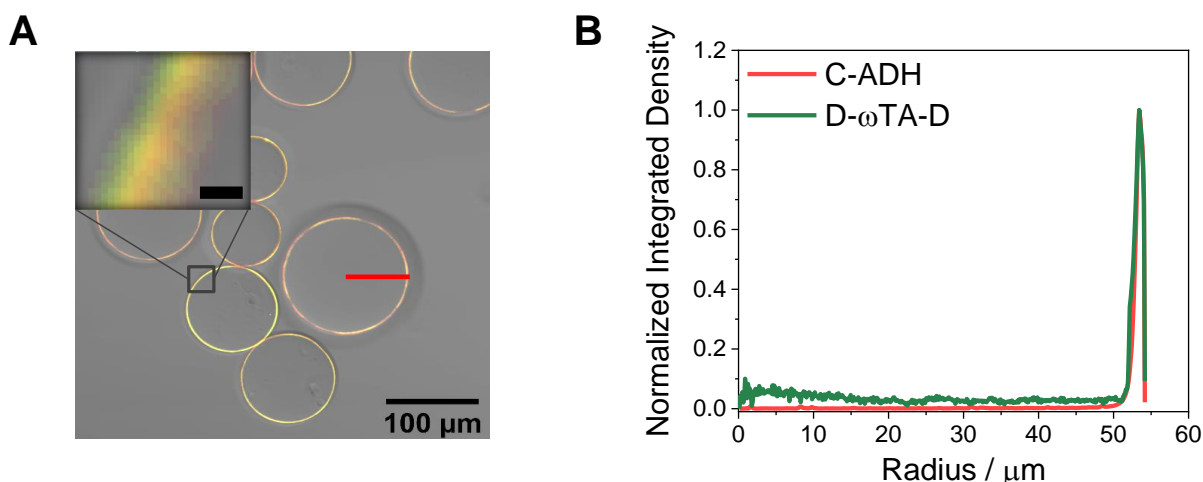 A
100 µm
B
Normalized Integrated Density
1.2
1.0
0.8
0.6
0.4
0.2
0.0
C-ADH
D-ωTA-D
0 10 20 30 40 50 60
Radius / μm